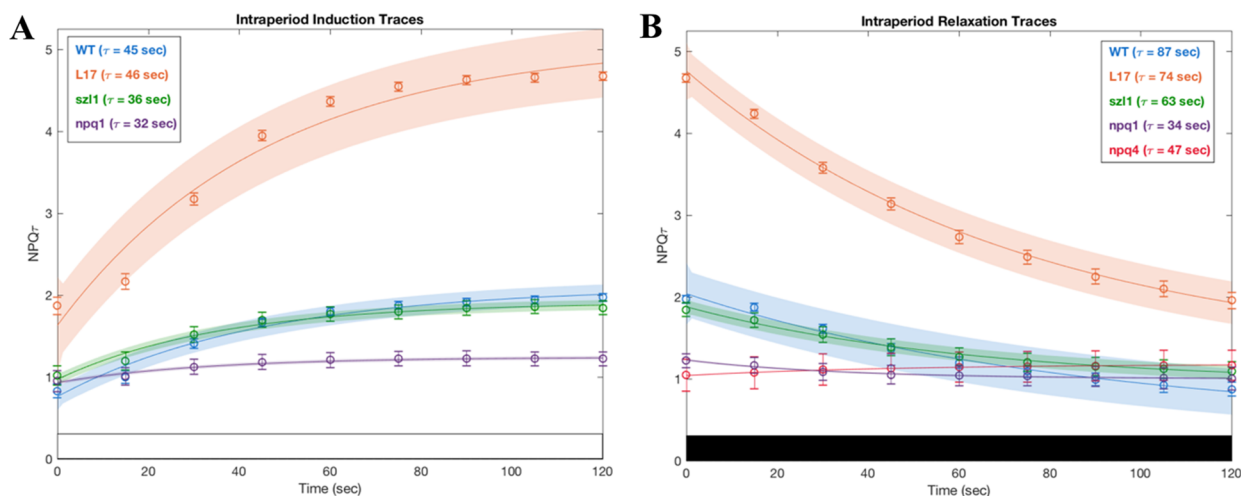 A
Intraperiod Induction Traces
WT (τ = 45 sec)
L17 (τ = 46 sec)
szl1 (τ = 36 sec)
npq1 (τ = 32 sec)
NPQτ
5
4
3
2
1
0
0 20 40 60 80 100 120
Time (sec)
B
Intraperiod Relaxation Traces
WT (τ = 87 sec)
L17 (τ = 74 sec)
szl1 (τ = 63 sec)
npq1 (τ = 34 sec)
npq4 (τ = 47 sec)
NPQτ
5
4
3
2
1
0
0 20 40 60 80 100 120
Time (sec)